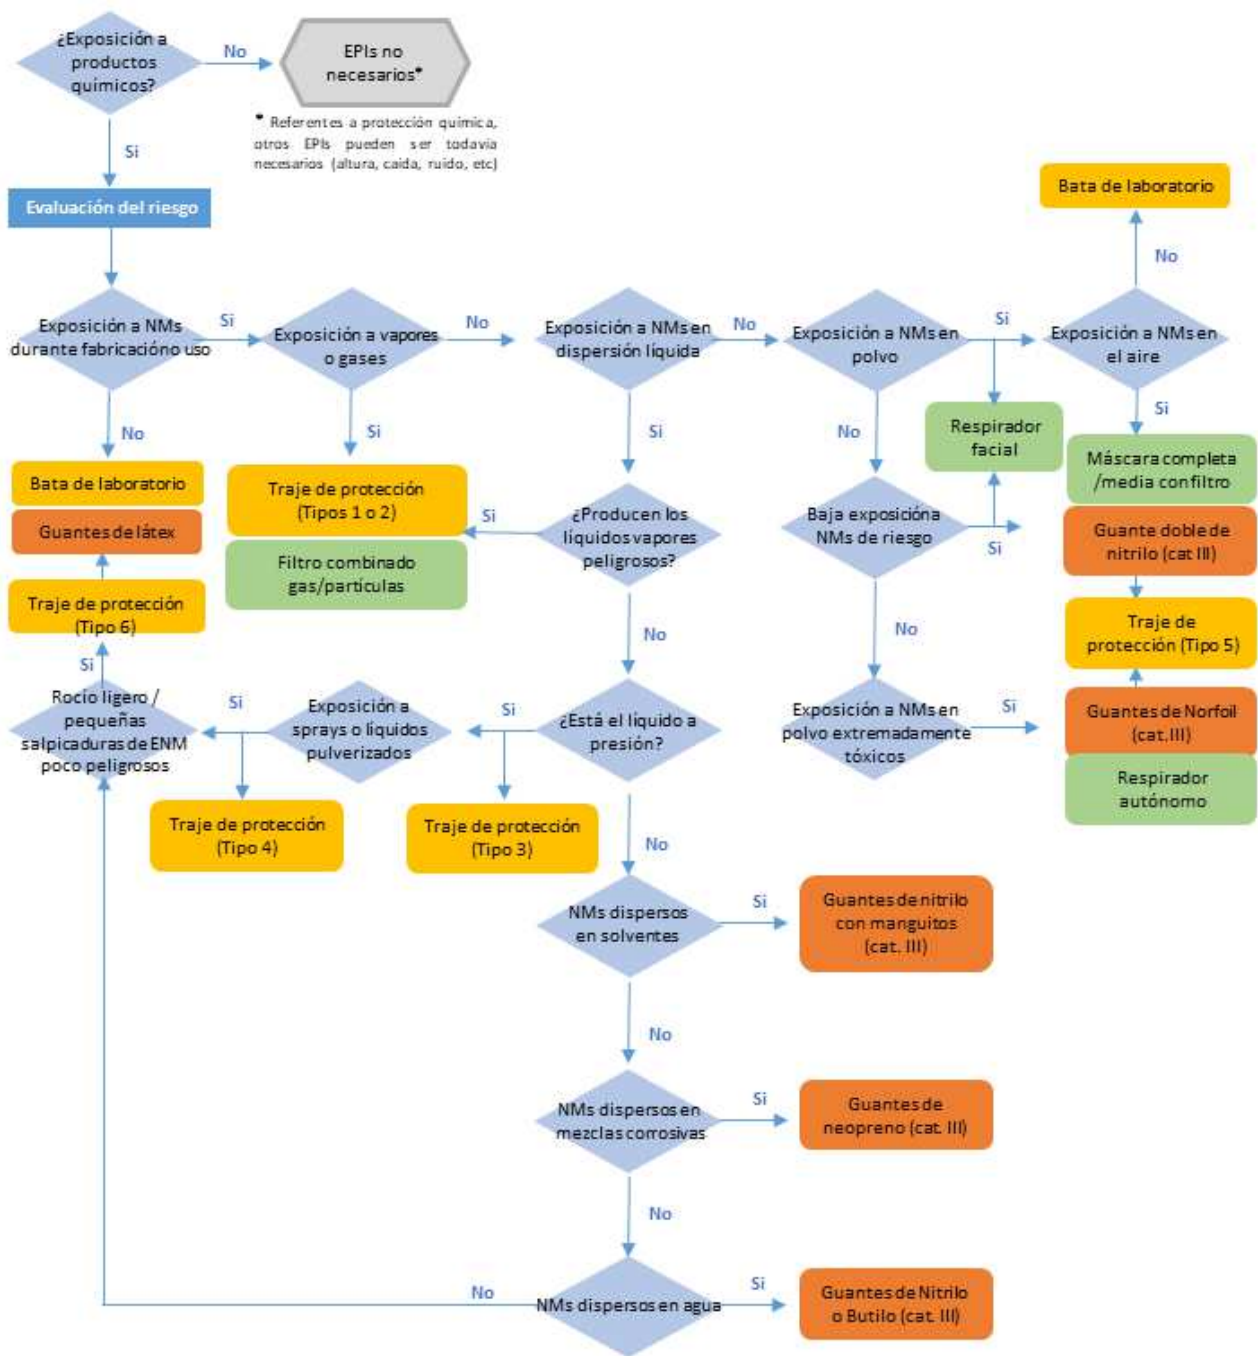 ¿Exposición a
productos
químicos?
No
EPIs no
necesarios*
* Referentes a protección química,
otros EPIs pueden ser todavía
necesarios (altura, caída, ruido, etc)
Si
Evaluación del riesgo
Bata de laboratorio
No
Exposición a NMs
durante fabricacióno uso
Si
Exposición a vapores
o gases
No
Exposición a NMs en
dispersión líquida
No
Exposición a NMs en
polvo
Si
Exposición a NMs en
el aire
No
Si
Si
No
Respirador
facial
Si
Bata de laboratorio
Guantes de látex
Traje de protección
(Tipo 6)
Traje de protección
(Tipos 1 o 2)
Filtro combinado
gas/partículas
Si
¿Producen los
líquidos vapores
peligrosos?
Baja exposicióna
NMs de riesgo
Si
Máscara completa
/media con filtro
Guante doble de
nitrilo (cat III)
Traje de
protección (Tipo 5)
Guantes de Norfoil
(cat.III)
Respirador
autónomo
No
No
Si
Rocío ligero /
pequeñas
salpicaduras de ENM
poco peligrosos
Si
Exposición a
sprays o líquidos
pulverizados
Si
¿Está el líquido a
presión?
Exposición a NMs en
polvo extremadamente
tóxicos
Si
Traje de protección
(Tipo 4)
Traje de protección
(Tipo 3)
No
NMs dispersos
en solventes
Si
Guantes de nitrilo
con manguitos
(cat. III)
No
NMs dispersos en
mezclas corrosivas
Si
Guantes de
neopreno (cat. III)
No
No
NMs dispersos en agua
Si
Guantes de Nitrilo
o Butilo (cat. III)